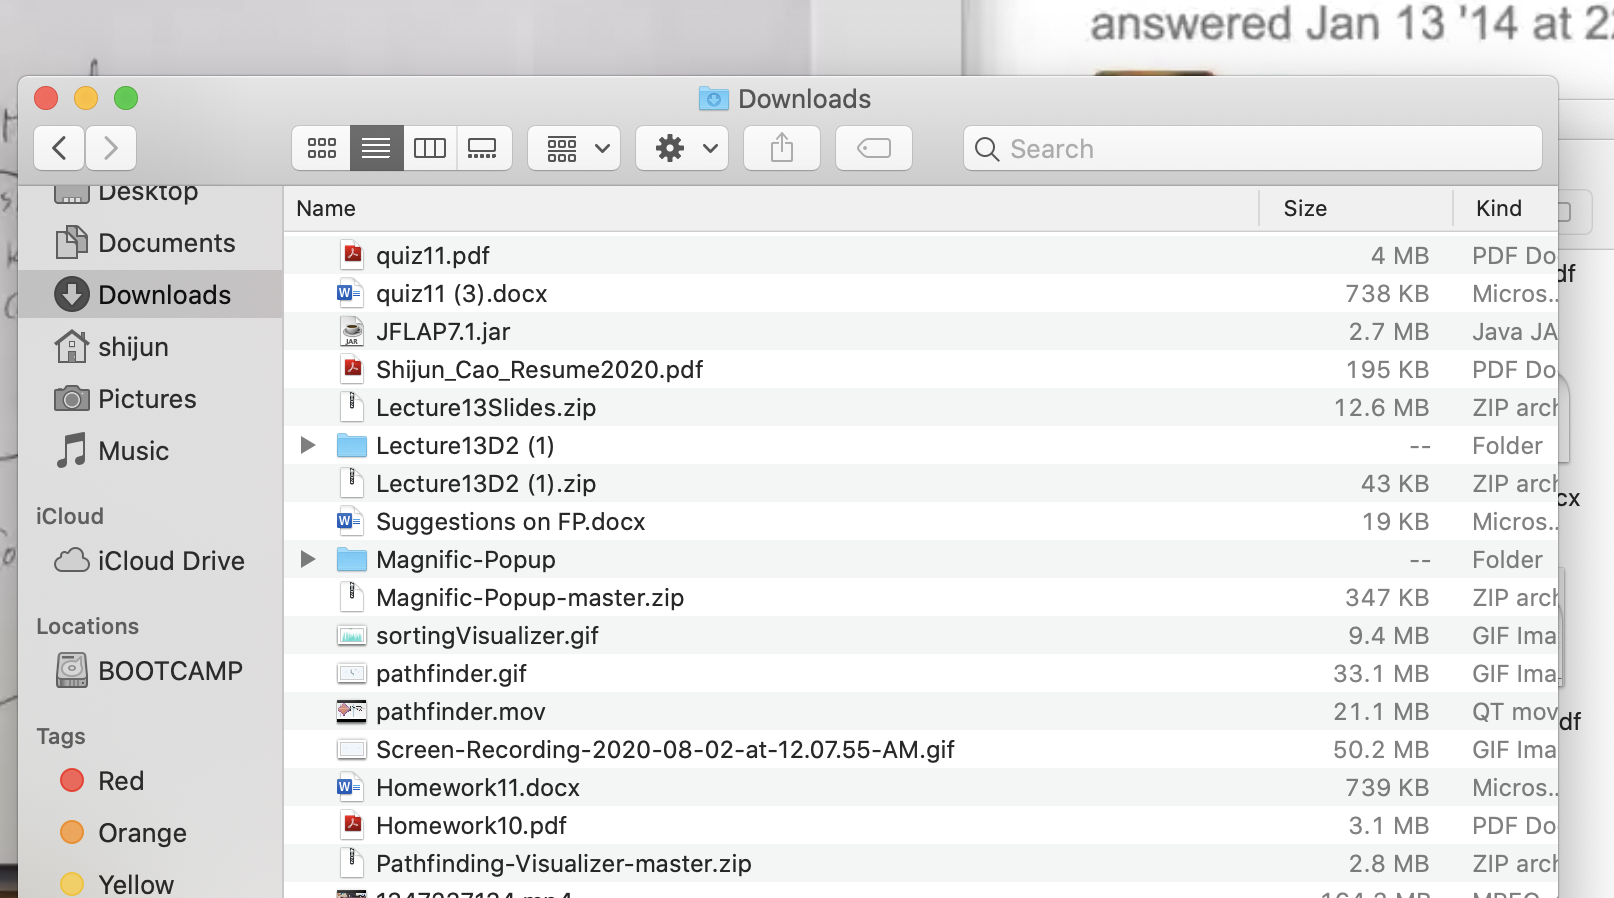 answered Jan 13 '14 at 2
Downloads
Search
Desktop
Documents
Downloads
shijun
Pictures
Music
iCloud
iCloud Drive
Locations
BOOTCAMP
Tags
Red
Orange
Yellow
Name Size Kind
quiz11.pdf 4 MB PDF Do
quiz11 (3).docx 738 KB Micros...
JFLAP7.1.jar 2.7 MB Java JA
Shijun_Cao_Resume2020.pdf 195 KB PDF Do
Lecture13Slides.zip 12.6 MB ZIP arch
Lecture13D2 (1) -- Folder
Lecture13D2 (1).zip 43 KB ZIP arch
Suggestions on FP.docx 19 KB Micros...
Magnific-Popup -- Folder
Magnific-Popup-master.zip 347 KB ZIP arch
sortingVisualizer.gif 9.4 MB GIF Ima
pathfinder.gif 33.1 MB GIF Ima
pathfinder.mov 21.1 MB QT mov
Screen-Recording-2020-08-02-at-12.07.55-AM.gif 50.2 MB GIF Ima
Homework11.docx 739 KB Micros...
Homework10.pdf 3.1 MB PDF Do
Pathfinding-Visualizer-master.zip 2.8 MB ZIP arch
df
cx
df